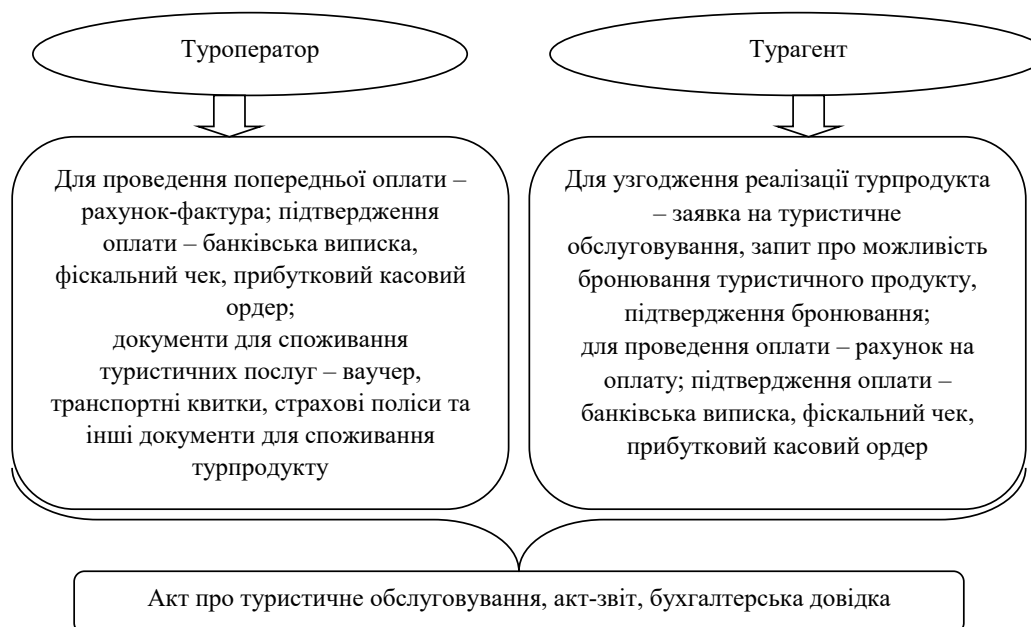 Туроператор
Турагент
Для проведення попередньої оплати –
рахунок-фактура; підтвердження
оплати – банківська виписка,
фіскальний чек, прибутковий касовий
ордер;
документи для споживання
туристичних послуг – ваучер,
транспортні квитки, страхові поліси та
інші документи для споживання
турпродукту
Для узгодження реалізації турпродукта
– заявка на туристичне
обслуговування, запит про можливість
бронювання туристичного продукту,
підтвердження бронювання;
для проведення оплати – рахунок на
оплату; підтвердження оплати –
банківська виписка, фіскальний чек,
прибутковий касовий ордер
Акт про туристичне обслуговування, акт-звіт, бухгалтерська довідка